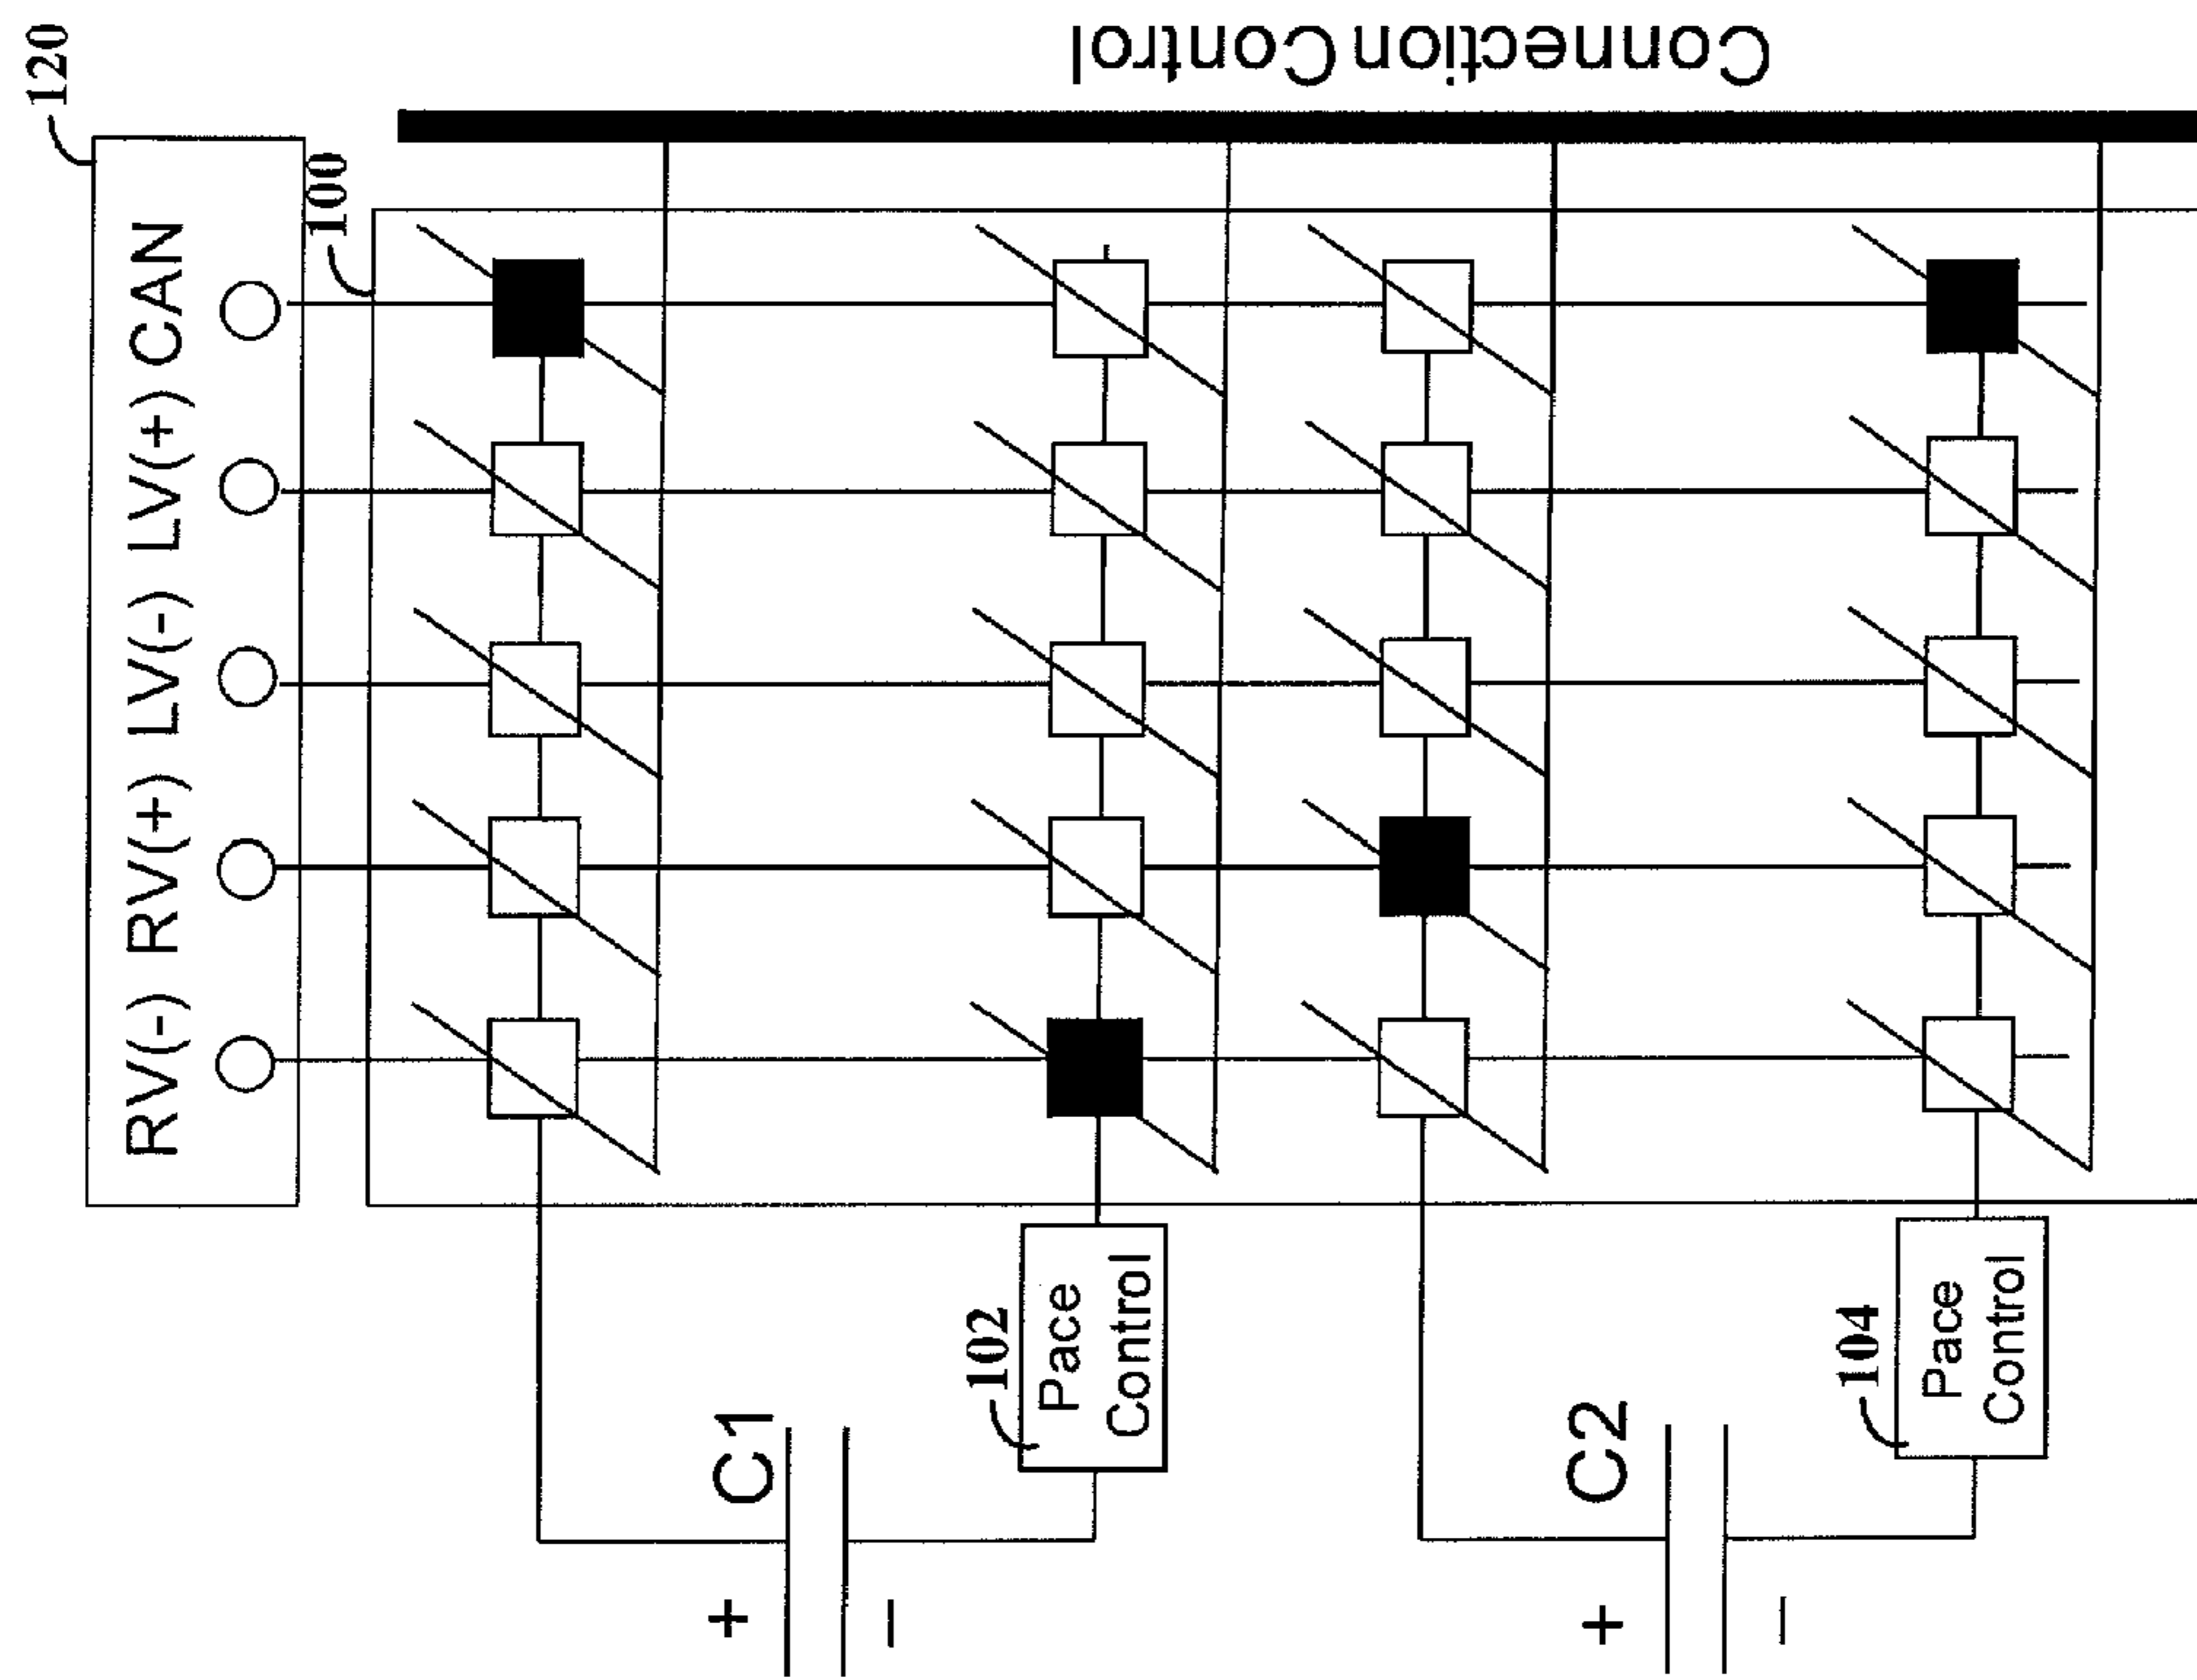 120
RV(-) RV(+) LV(-) LV(+) CAN
100
Connection Control
C1
+
−
102
Pace
Control
C2
+
−
104
Pace
Control